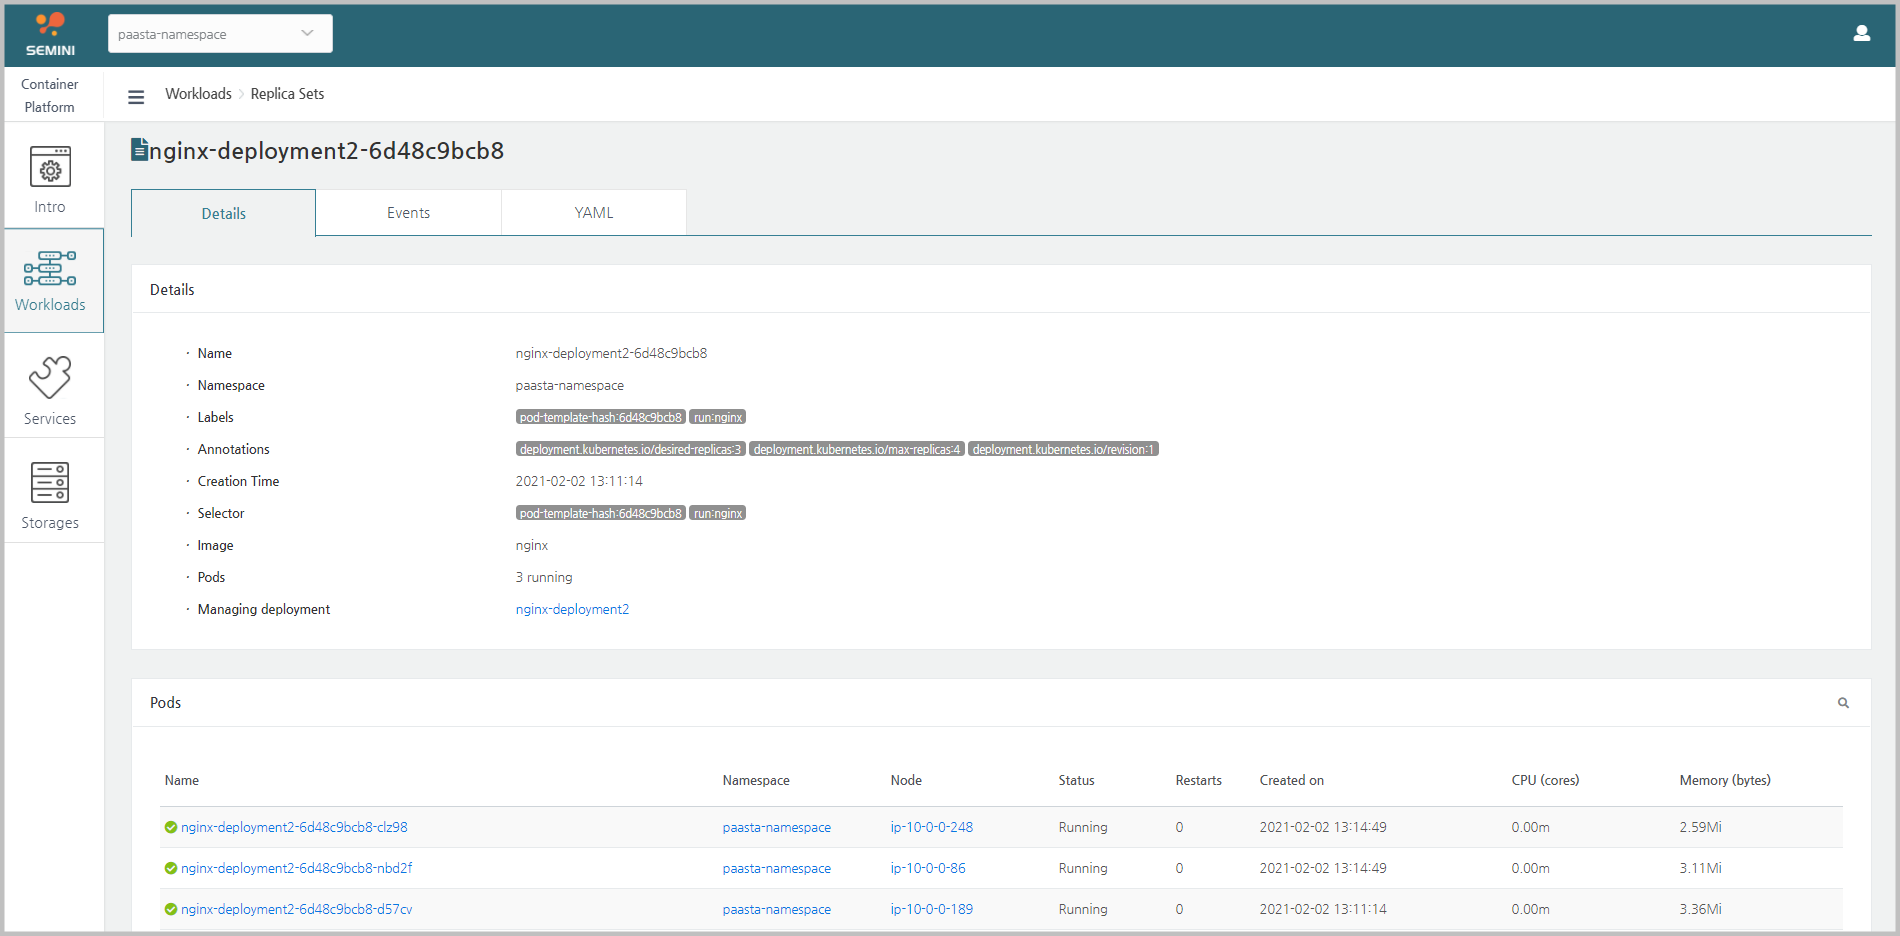 SEMINI
paasta-namespace
Container
Platform
Workloads
Replica Sets
nginx-deployment2-6d48c9bcb8
Intro
Workloads
Services
Storages
Details
Events
YAML
Details
Name
nginx-deployment2-6d48c9bcb8
Namespace
paasta-namespace
Labels
pod-template-hash:6d48c9bcb8 run:nginx
Annotations
deployment.kubernetes.io/desired-replicas:3 deployment.kubernetes.io/max-replicas:4 deployment.kubernetes.io/revision:1
Creation Time
2021-02-02 13:11:14
Selector
pod-template-hash:6d48c9bcb8 run:nginx
Image
nginx
Pods
3 running
Managing deployment
nginx-deployment2
Pods
Name Namespace Node Status Restarts Created on CPU (cores) Memory (bytes)
nginx-deployment2-6d48c9bcb8-clz98 paasta-namespace ip-10-0-0-248 Running 0 2021-02-02 13:14:49 0.00m 2.59Mi
nginx-deployment2-6d48c9bcb8-nbd2f paasta-namespace ip-10-0-0-86 Running 0 2021-02-02 13:14:49 0.00m 3.11Mi
nginx-deployment2-6d48c9bcb8-d57cv paasta-namespace ip-10-0-0-189 Running 0 2021-02-02 13:11:14 0.00m 3.36Mi